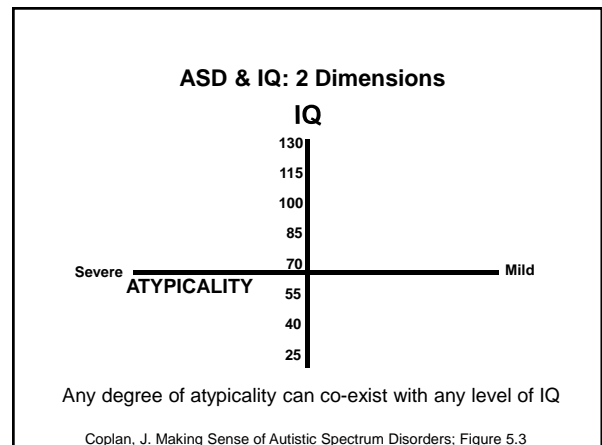 ASD & IQ: 2 Dimensions
IQ
130
115
100
85
70
Severe
Mild
ATYPICALITY
55
40
25
Any degree of atypicality can co-exist with any level of IQ
Coplan, J. Making Sense of Autistic Spectrum Disorders; Figure 5.3